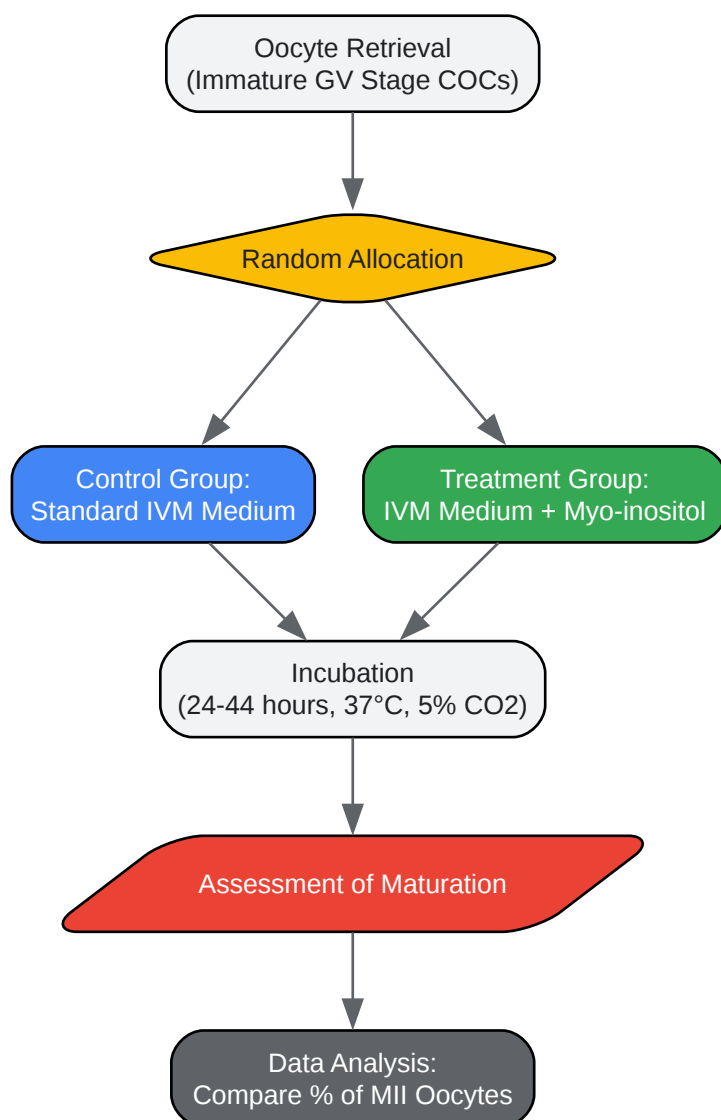 Oocyte Retrieval
(Immature GV Stage COCs)
Random Allocation
Control Group:
Standard IVM Medium
Treatment Group:
IVM Medium + Myo-inositol
Incubation
(24-44 hours, 37°C, 5% CO2)
Assessment of Maturation
Data Analysis:
Compare % of MII Oocytes